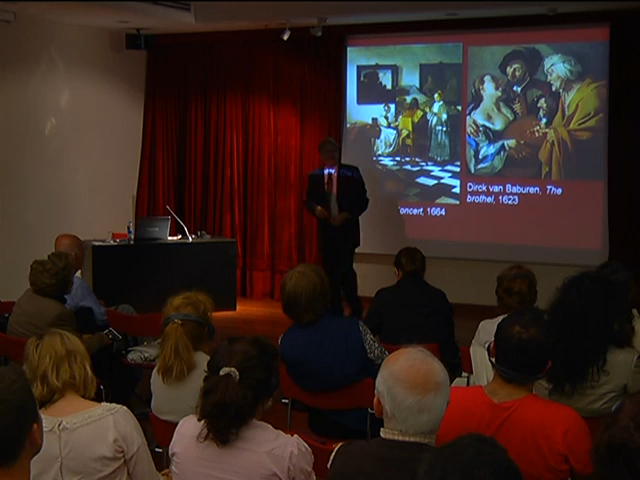 oncert, 1664
Dirck van Baburen, The
brothel, 1623